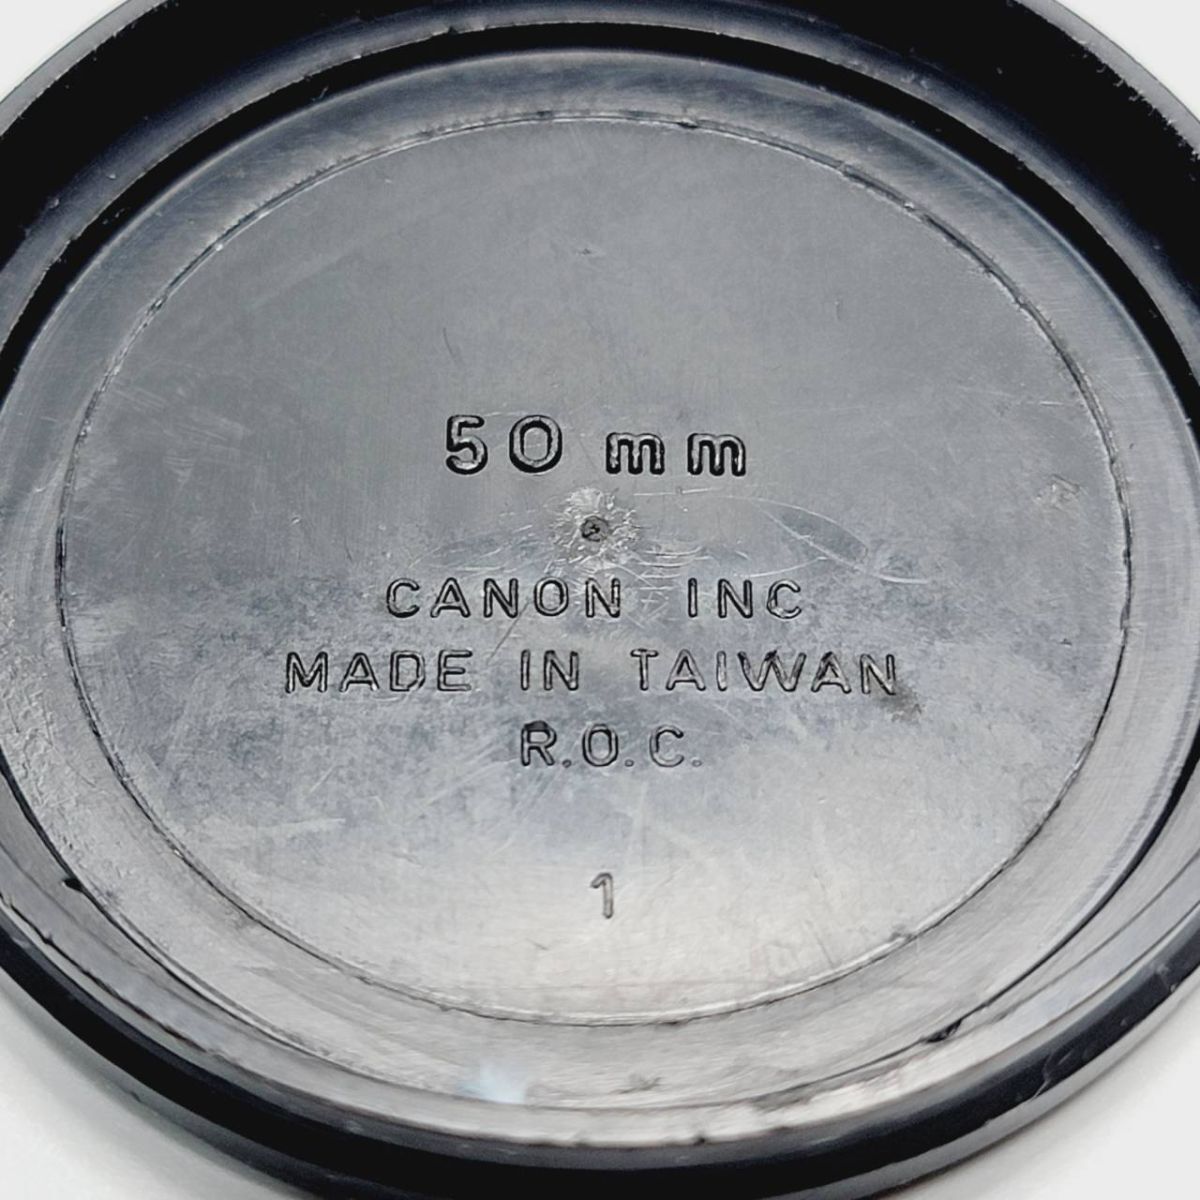 50 mm
CANON INC
MADE IN TAIWAN
R.O.C.
1